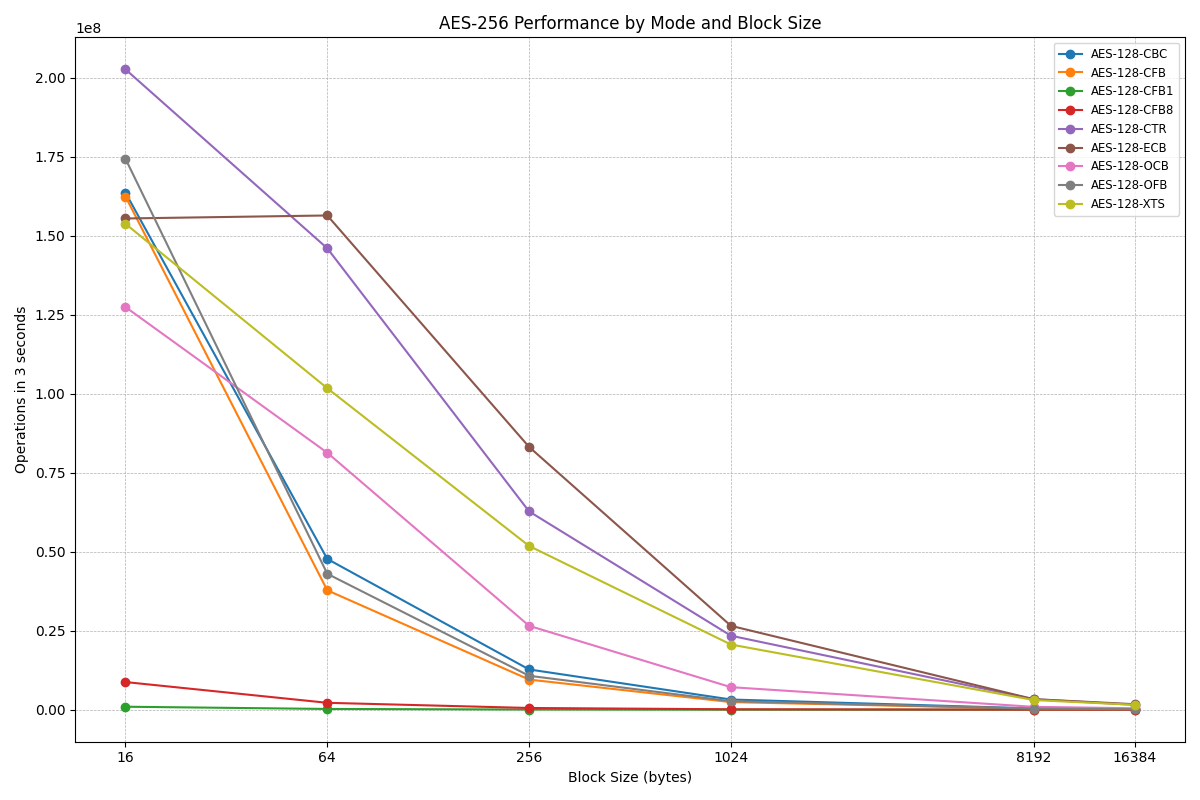 AES-256 Performance by Mode and Block Size
1e8
2.00
1.75
1.50
1.25
1.00
0.75
0.50
0.25
0.00
Operations in 3 seconds
AES-128-CBC
AES-128-CFB
AES-128-CFB1
AES-128-CFB8
AES-128-CTR
AES-128-ECB
AES-128-OCB
AES-128-OFB
AES-128-XTS
16 64 256 1024 8192 16384
Block Size (bytes)